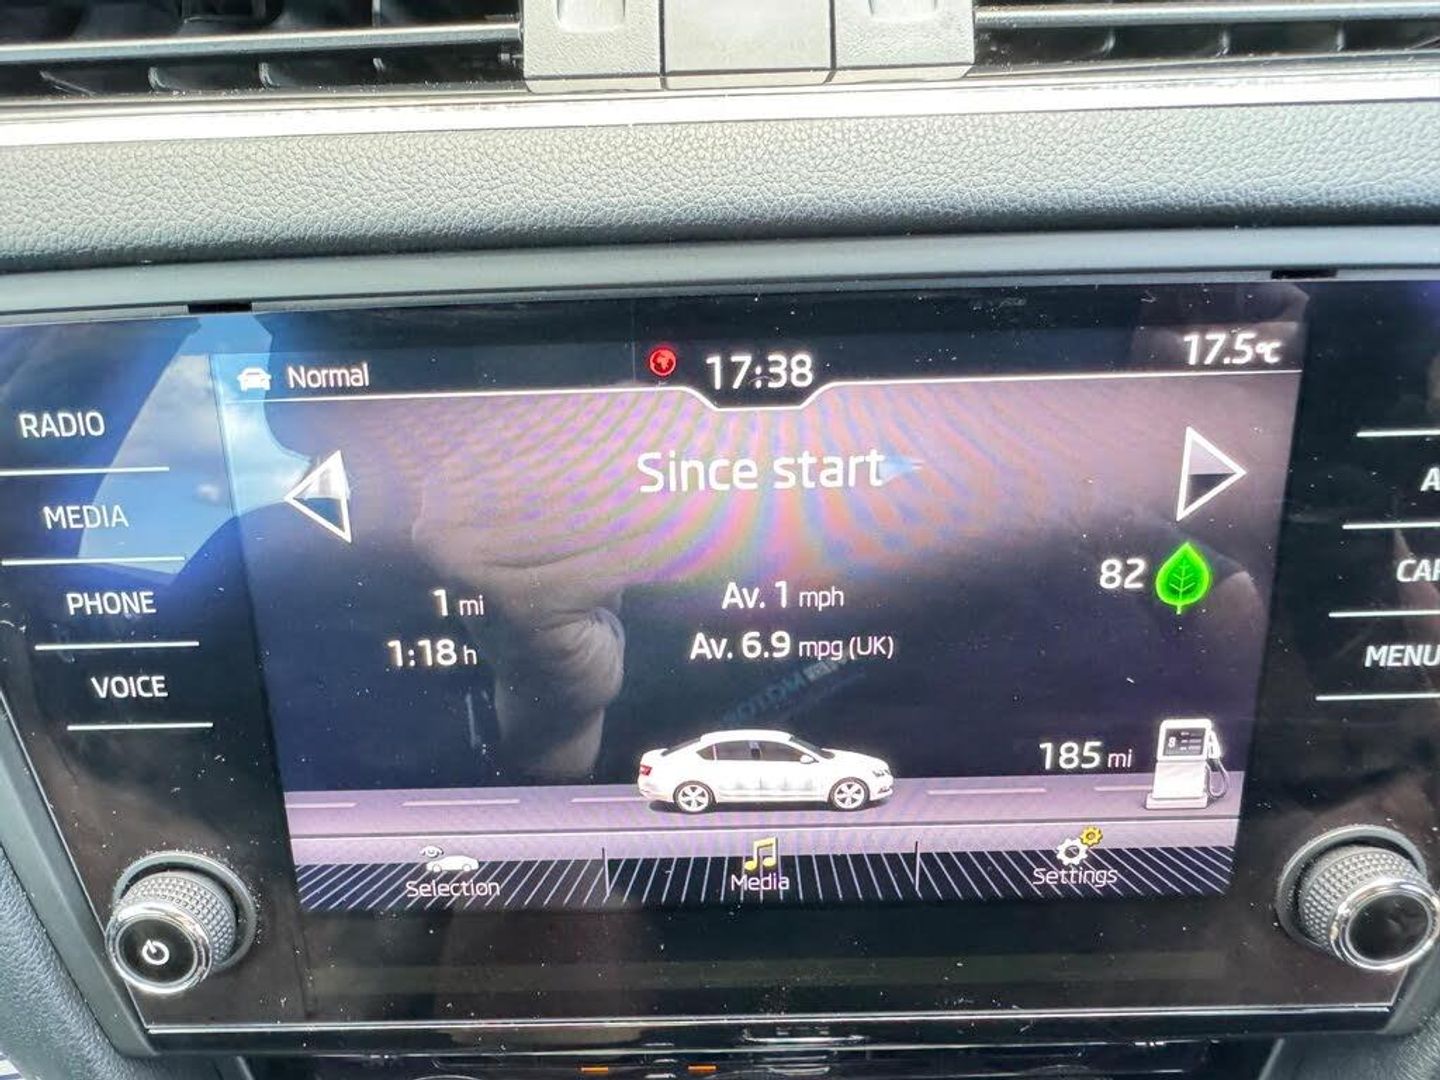 Normal
17:38
17.5°C
RADIO
MEDIA
PHONE
VOICE
Since start
1 mi
1:18 h
Av. 1 mph
Av. 6.9 mpg (UK)
82
185 mi
Selection
Media
Settings
MENU